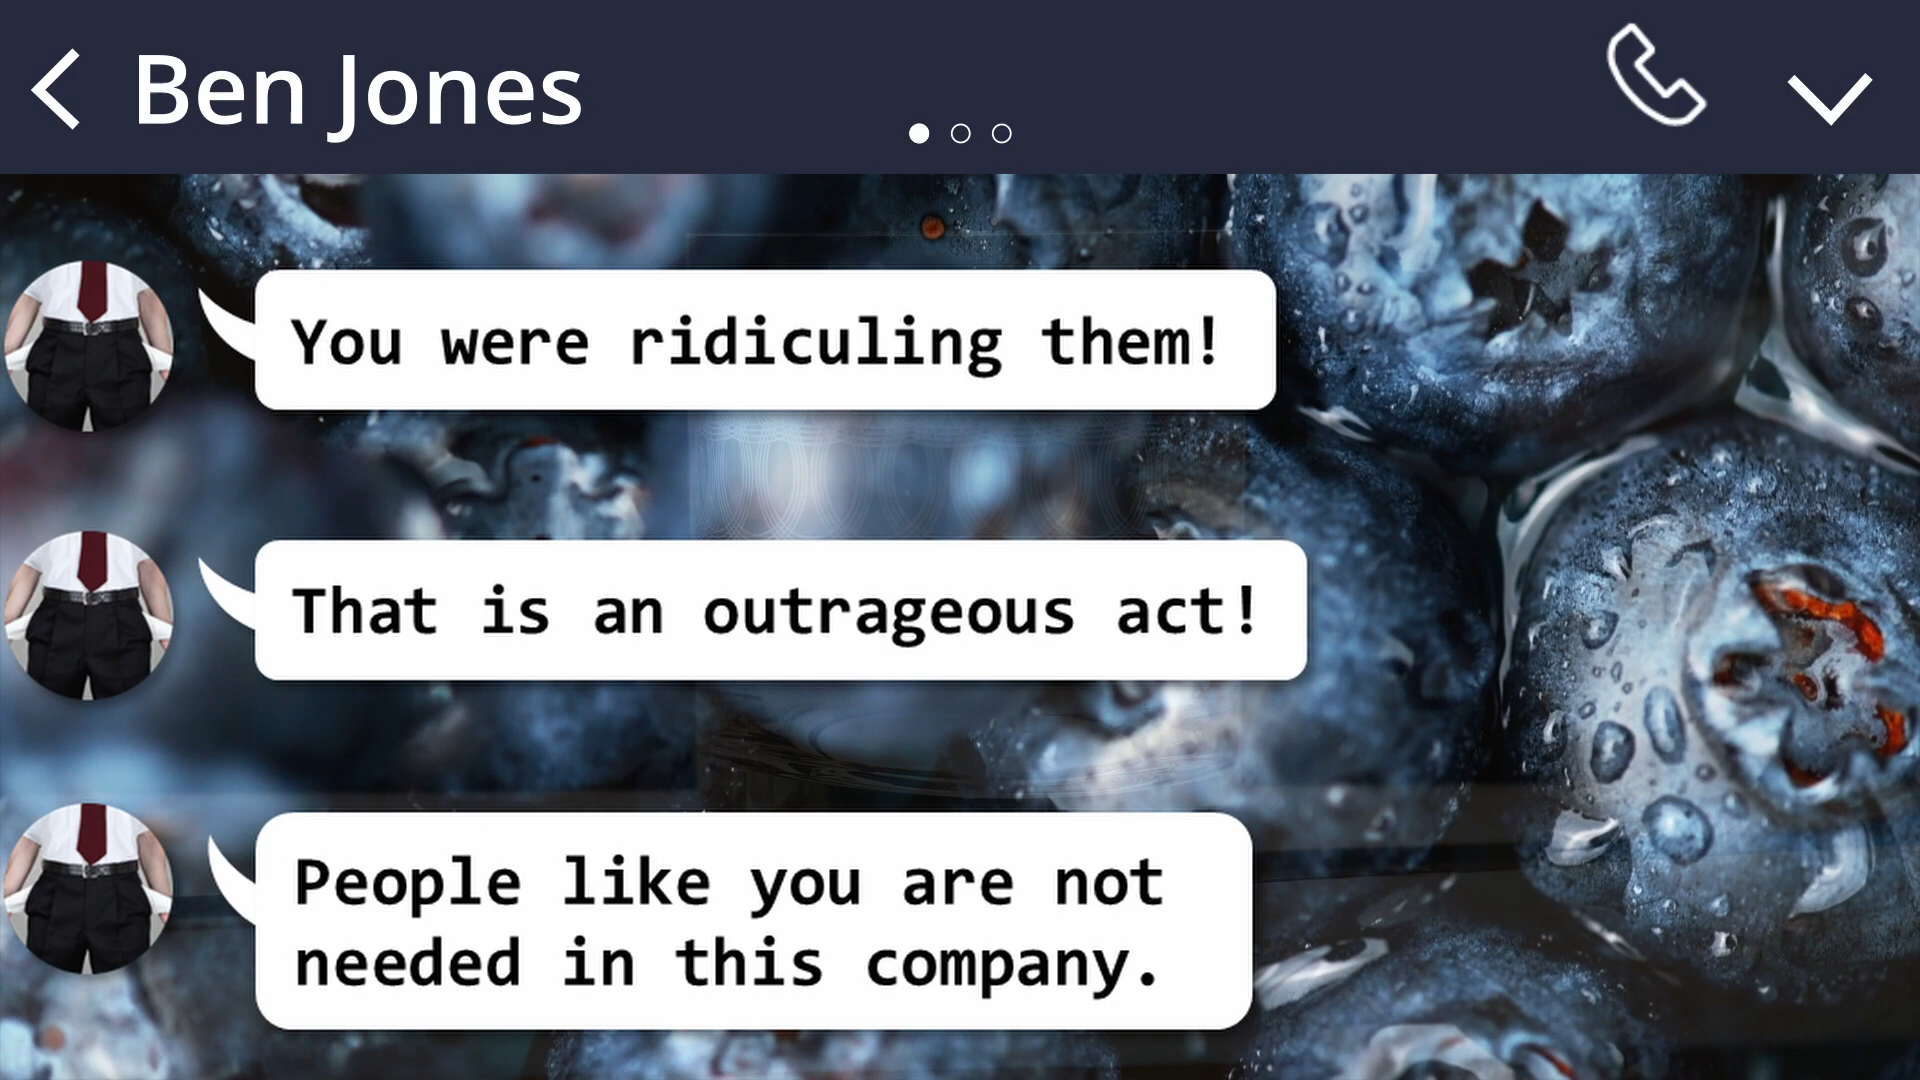 Ben Jones
You were ridiculing them!
That is an outrageous act!
People like you are not
needed in this company.